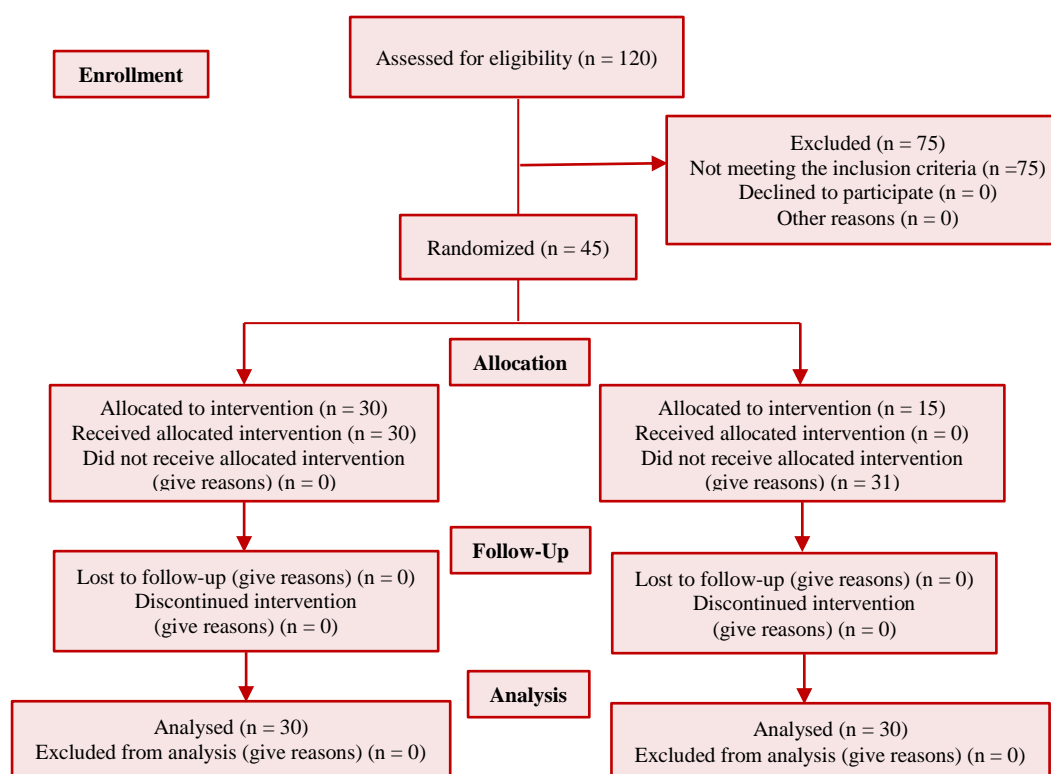 Assessed for eligibility (n = 120)
Enrollment
Excluded (n = 75)
Not meeting the inclusion criteria (n =75)
Declined to participate (n = 0)
Other reasons (n = 0)
Randomized (n = 45)
Allocation
Allocated to intervention (n = 30)
Received allocated intervention (n = 30)
Did not receive allocated intervention
(give reasons) (n = 0)
Allocated to intervention (n = 15)
Received allocated intervention (n = 0)
Did not receive allocated intervention
(give reasons) (n = 31)
Follow-Up
Lost to follow-up (give reasons) (n = 0)
Discontinued intervention
(give reasons) (n = 0)
Lost to follow-up (give reasons) (n = 0)
Discontinued intervention
(give reasons) (n = 0)
Analysis
Analysed (n = 30)
Excluded from analysis (give reasons) (n = 0)
Analysed (n = 30)
Excluded from analysis (give reasons) (n = 0)